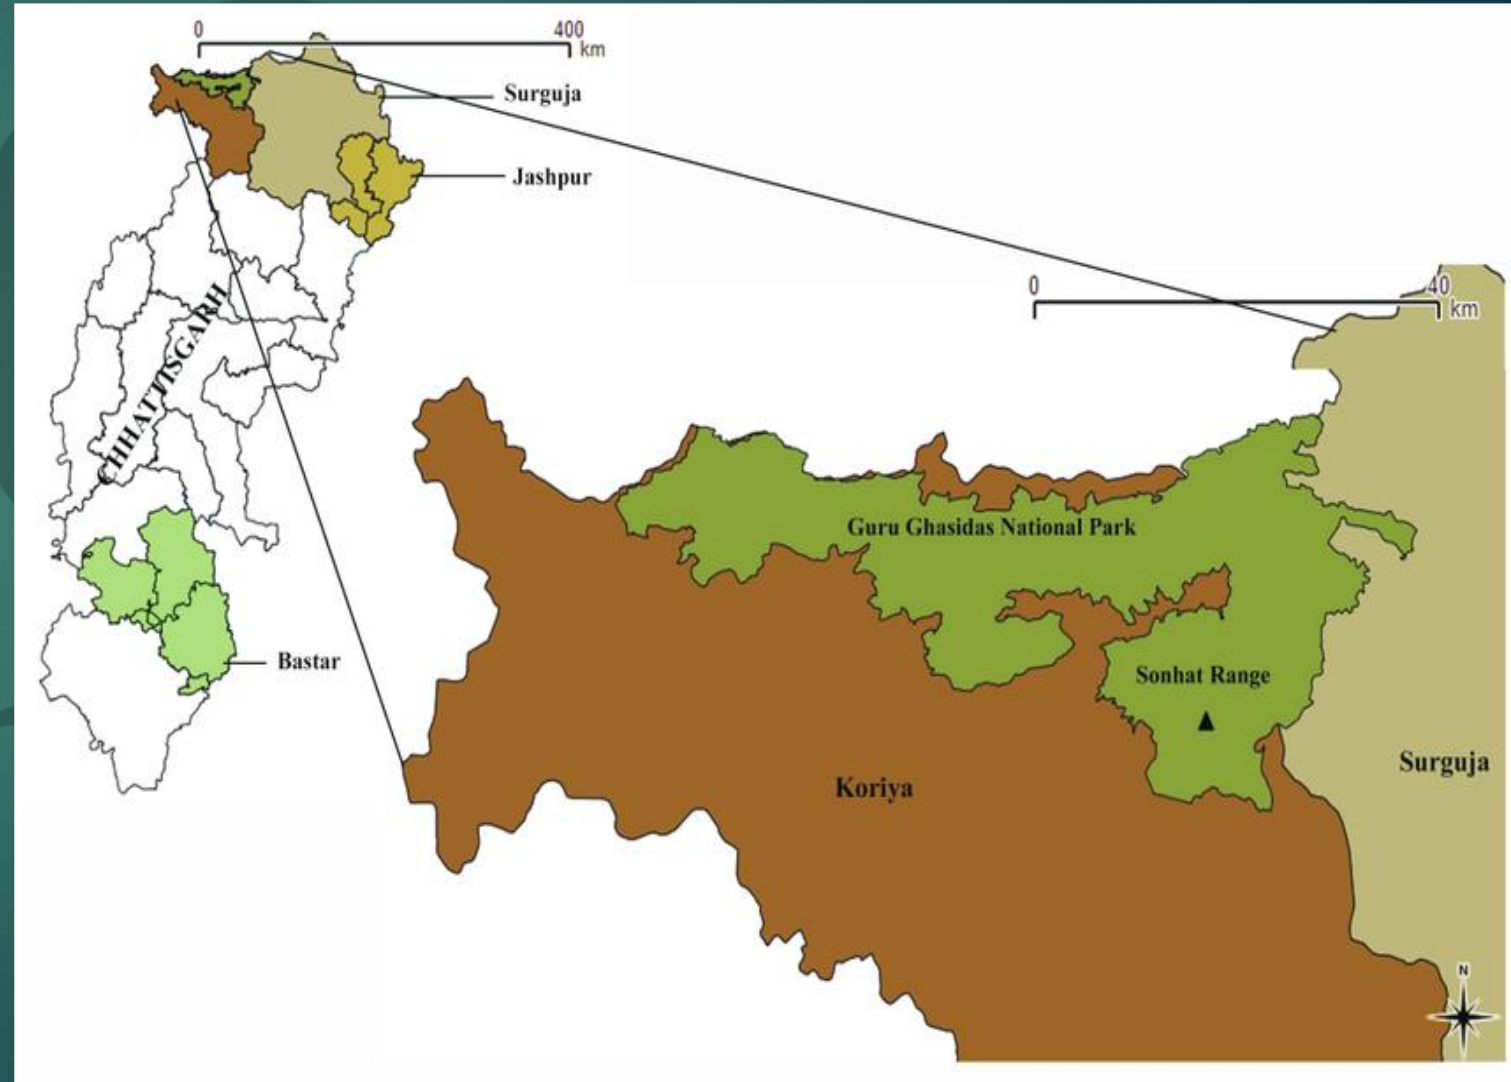 0 400
km
Surguja
Jashpur
0 40
km
CHHATTISGARH
Guru Ghasidas National Park
Sonhat Range
Bastar
Surguja
Koriya
N